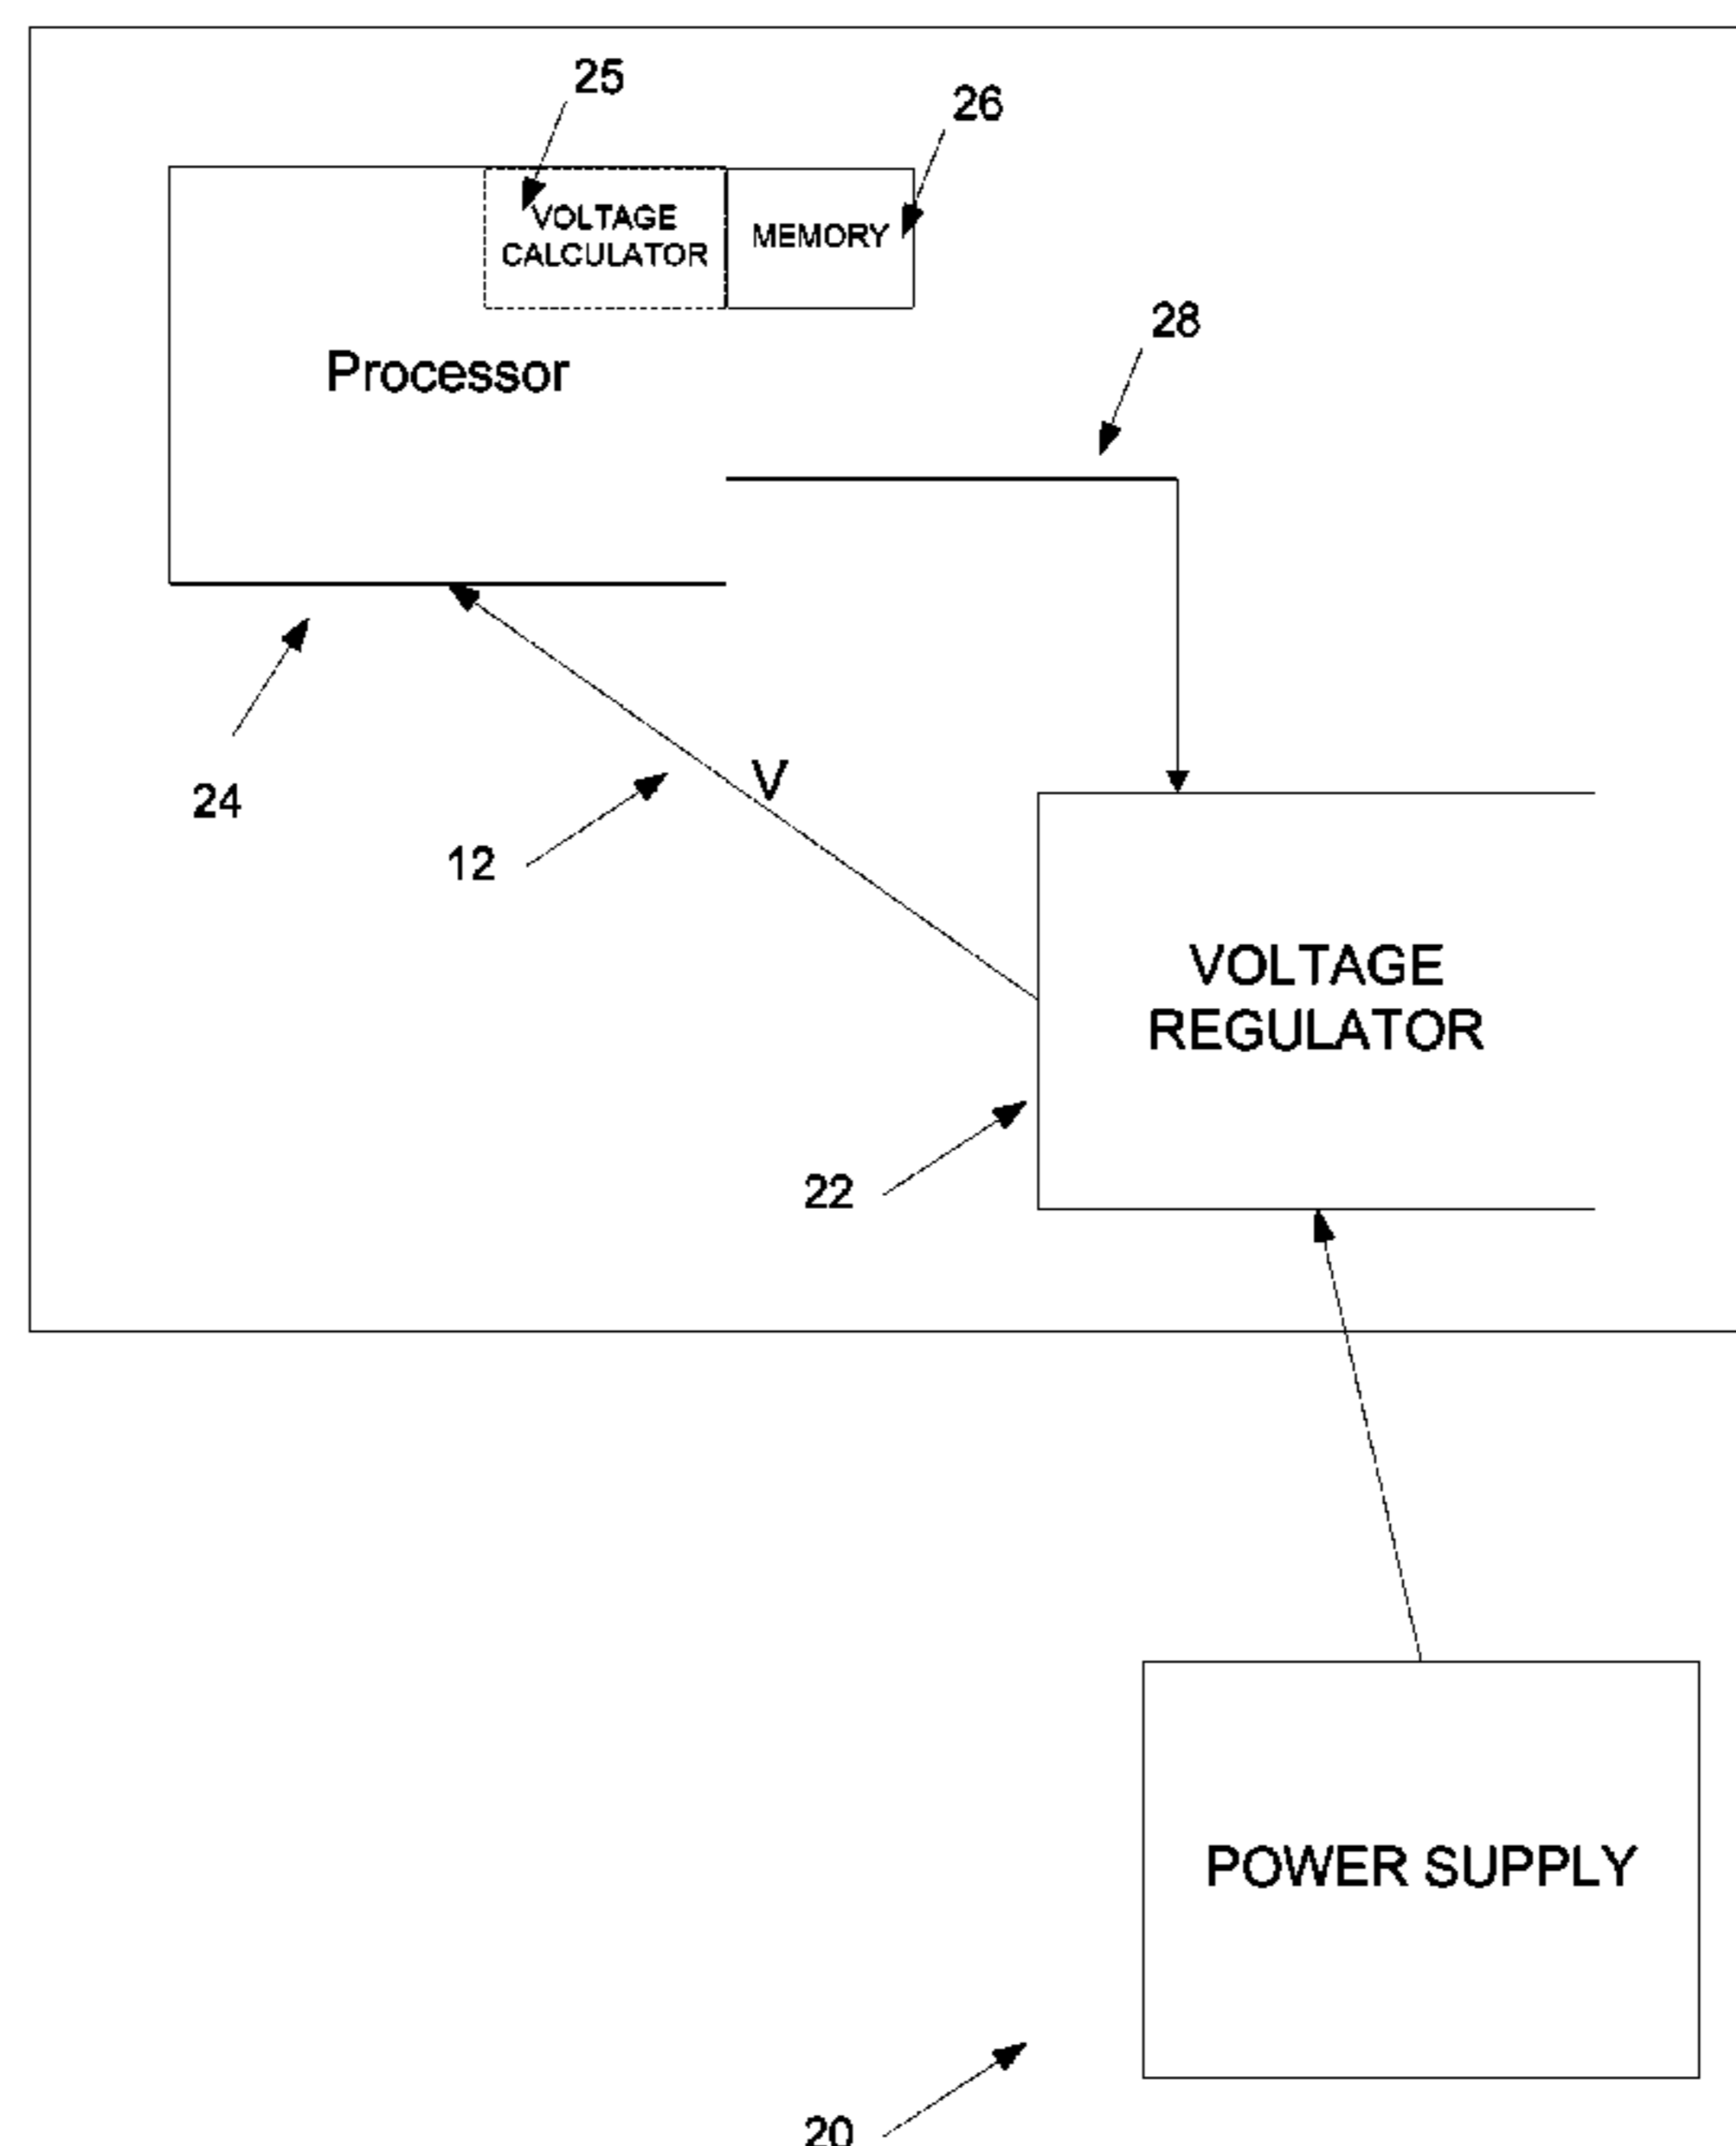 25
26
VOLTAGE
CALCULATOR
MEMORY
28
Processor
24
V
12
VOLTAGE
REGULATOR
22
POWER SUPPLY
20